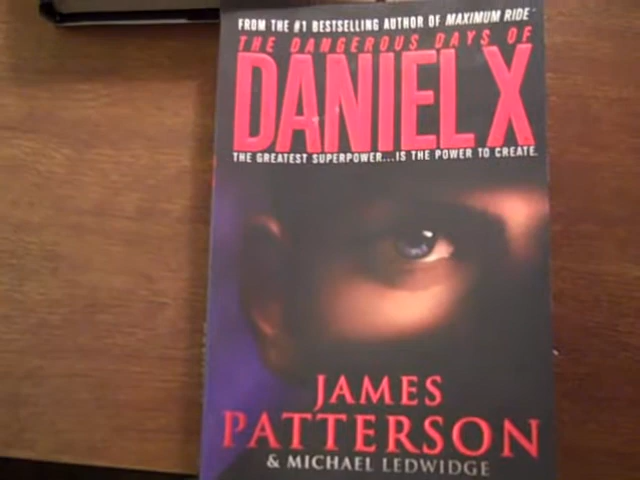 FROM THE #1 BESTSELLING AUTHOR OF MAXIMUM RIDE
THE DANGEROUS DAYS OF
DANIEL X
THE GREATEST SUPERPOWER...IS THE POWER TO CREATE.
JAMES
PATTERSON
& MICHAEL LEDWIDGE